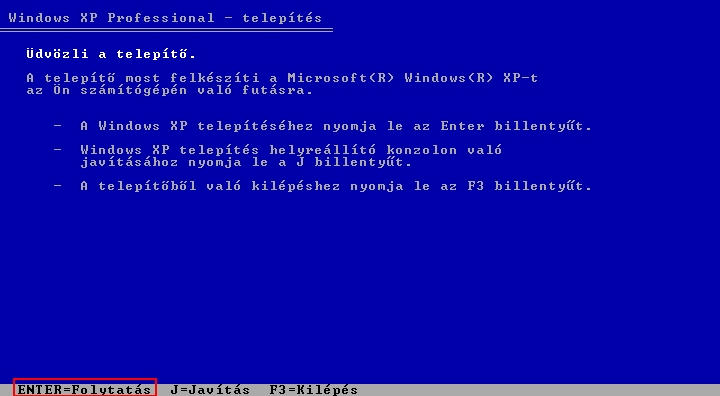 Windows XP Professional - telepítés
Üdvözli a telepítő.
A telepítő most felkészíti a Microsoft(R) Windows(R) XP-t
az Ön számítógépén való futásra.
- A Windows XP telepítéséhez nyomja le az Enter billentyűt.
- Windows XP telepítés helyreállító konzolon való
javításához nyomja le a J billentyűt.
- A telepítőből való kilépéshez nyomja le az F3 billentyűt.
ENTER=Folytatás J=Javítás F3=Kilépés